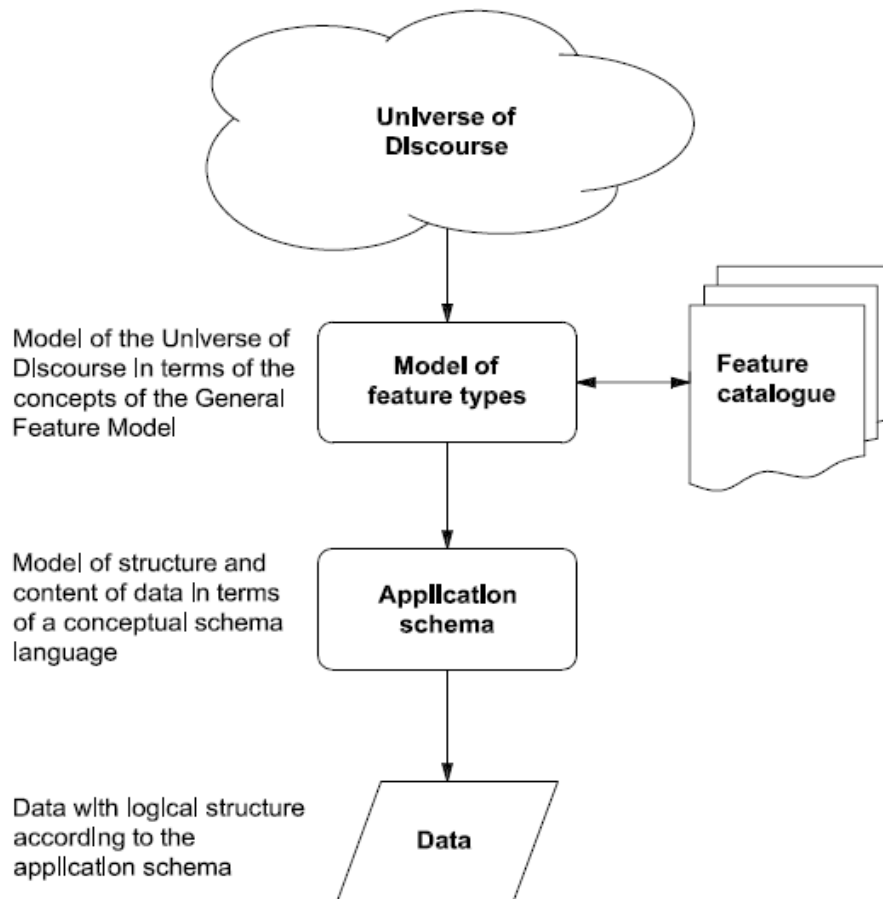 Universe of
Discourse
Model of the Universe of
Discourse in terms of the
concepts of the General
Feature Model
Model of
feature types
Feature
catalogue
Model of structure and
content of data in terms
of a conceptual schema
language
Application
schema
Data with logical structure
according to the
application schema
Data